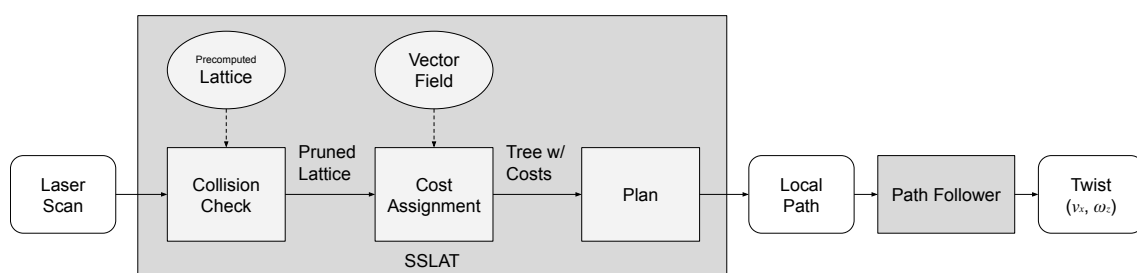 Precomputed
Lattice
Vector
Field
Laser
Scan
Collision
Check
Pruned
Lattice
Cost
Assignment
Tree w/
Costs
Plan
Local
Path
Path Follower
Twist
(vx, ωz)
SSLAT